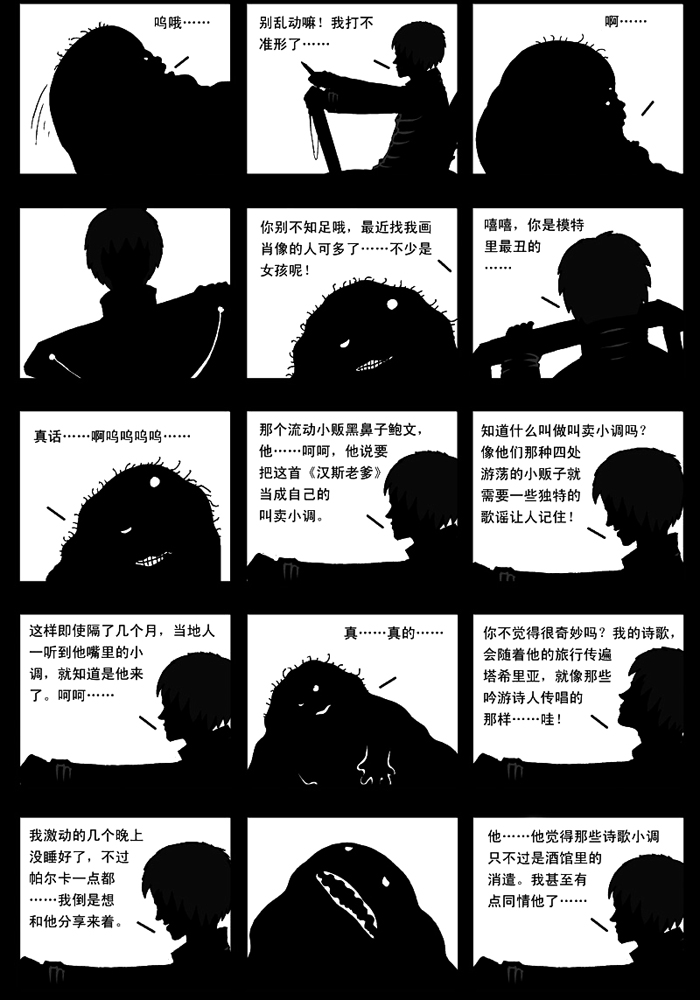 呜哦……
别乱动嘛！我打不
准形了……
啊……
你别不知足哦，最近找我画
肖像的人可多了……不少是
女孩呢！
嘻嘻，你是模特
里最丑的
……
真话……啊呜呜呜呜……
那个流动小贩黑鼻子鲍文，
他……呵呵，他说要
把这首《汉斯老爹》
当成自己的
叫卖小调。
知道什么叫做叫卖小调吗？
像他们那种四处
游荡的小贩子就
需要一些独特的
歌谣让人记住！
这样即使隔了几个月，当地人
一听到他嘴里的小
调，就知道是他来
了。呵呵……
真……真的……
你不觉得很奇妙吗？我的诗歌，
会随着他的旅行传遍
塔希里亚，就像那些
吟游诗人传唱的
那样……哇！
我激动的几个晚上
没睡好了，不过
帕尔卡一点都
……我倒是想
和他分享来着。
他……他觉得那些诗歌小调
只不过是酒馆里的
消遣。我甚至有
点同情他了……